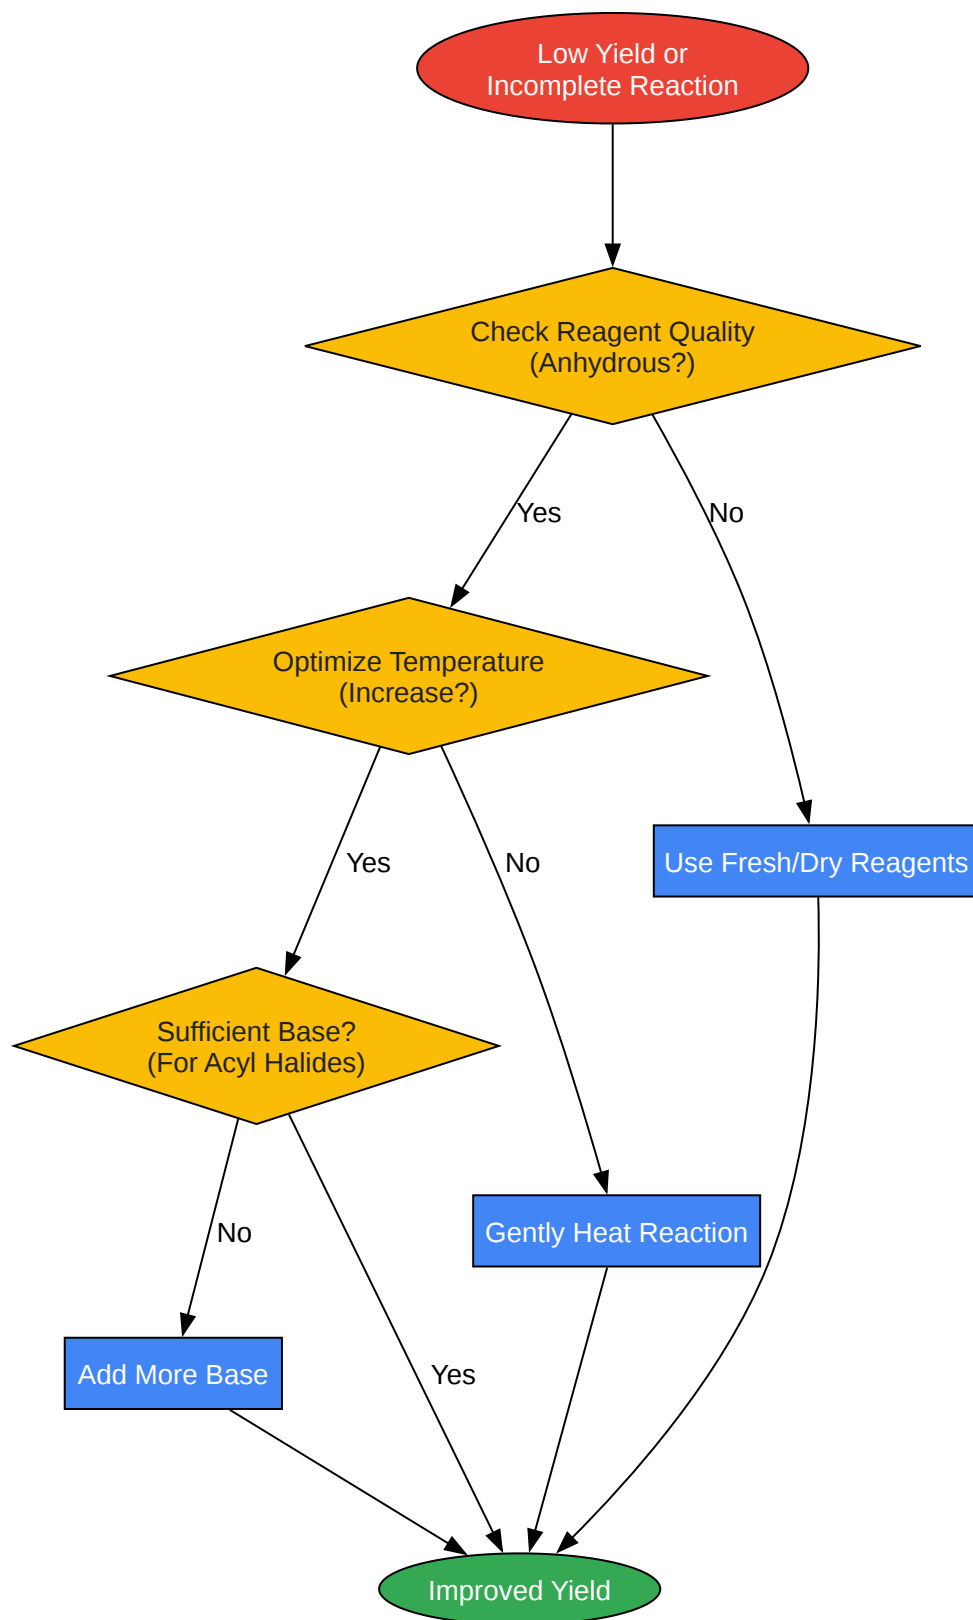 Low Yield or
Incomplete Reaction
Check Reagent Quality
(Anhydrous?)
Yes
No
Optimize Temperature
(Increase?)
Yes
No
Use Fresh/Dry Reagents
Sufficient Base?
(For Acyl Halides)
No
Gently Heat Reaction
Add More Base
Yes
Improved Yield